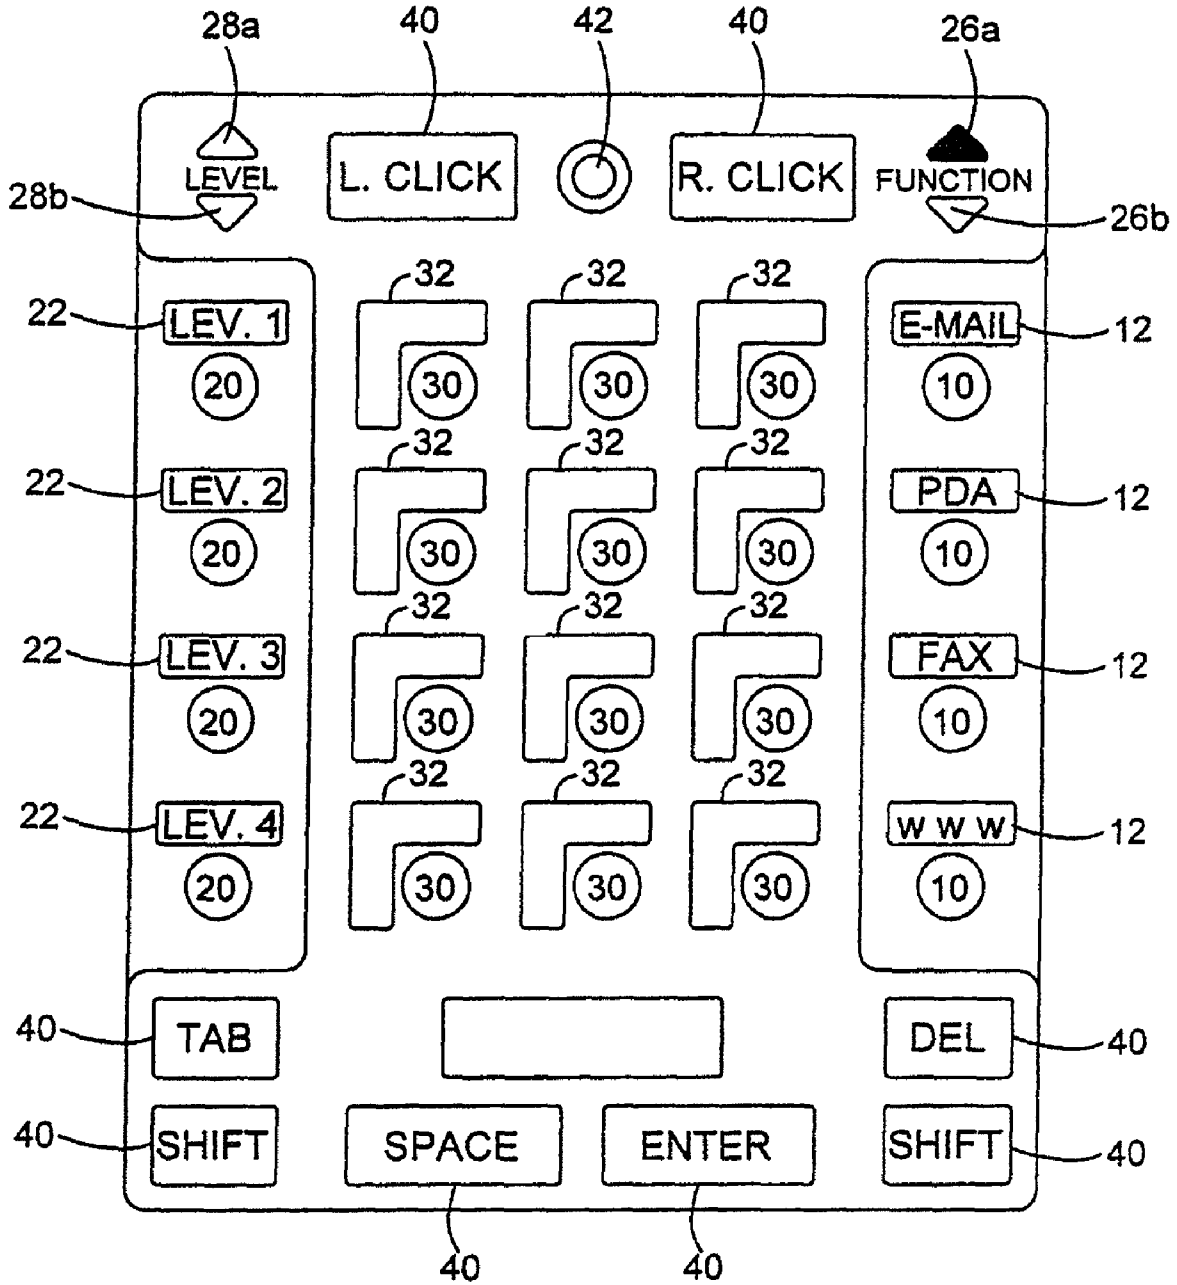 28a 40 42 40 26a
L. CLICK R. CLICK
LEVEL FUNCTION
28b 26b
32 32 32
22 LEV. 1 E-MAIL 12
20 30 30 30 10
32 32 32
22 LEV. 2 PDA 12
20 30 30 30 10
32 32 32
22 LEV. 3 FAX 12
20 30 30 30 10
32 32 32
22 LEV. 4 W W W 12
20 30 30 30 10
40 TAB DEL 40
40 SHIFT SPACE ENTER SHIFT 40
40 40